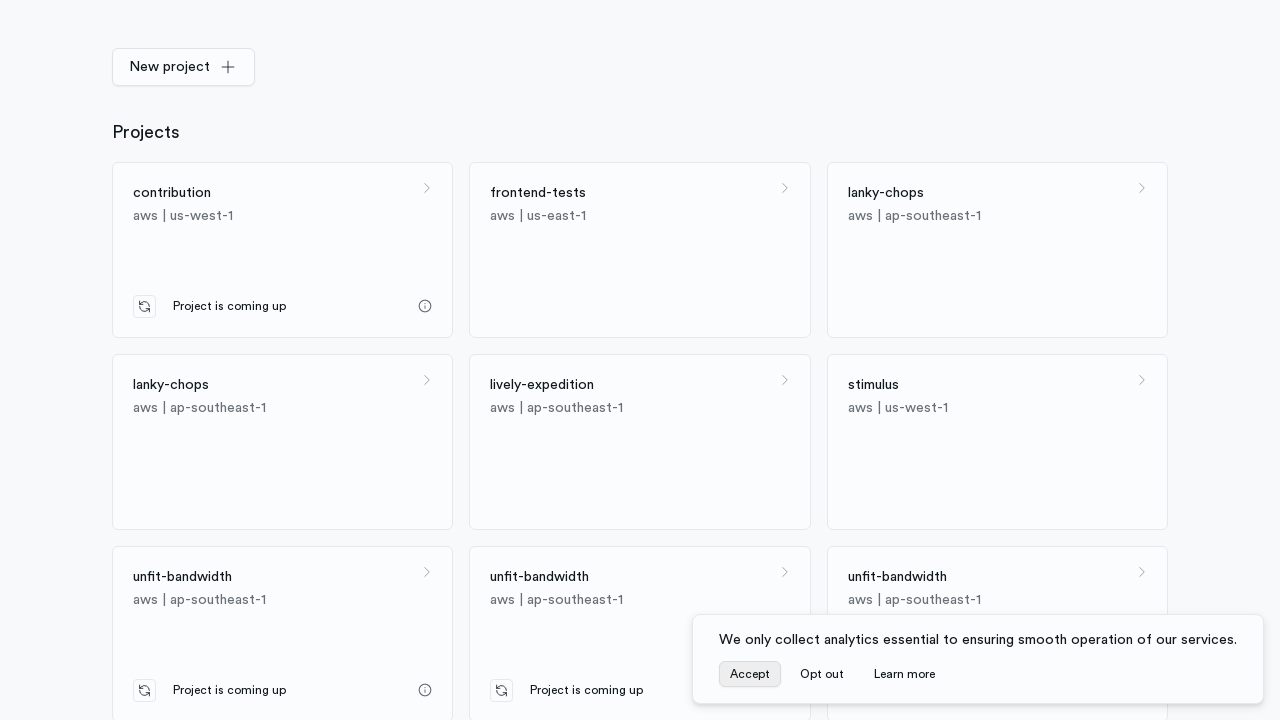 New project
Projects
contribution
aws | us-west-1
Project is coming up
frontend-tests
aws | us-east-1
lanky-chops
aws | ap-southeast-1
lanky-chops
aws | ap-southeast-1
lively-expedition
aws | ap-southeast-1
stimulus
aws | us-west-1
unfit-bandwidth
aws | ap-southeast-1
Project is coming up
unfit-bandwidth
aws | ap-southeast-1
Project is coming up
unfit-bandwidth
aws | ap-southeast-1
We only collect analytics essential to ensuring smooth operation of our services.
Accept
Opt out
Learn more